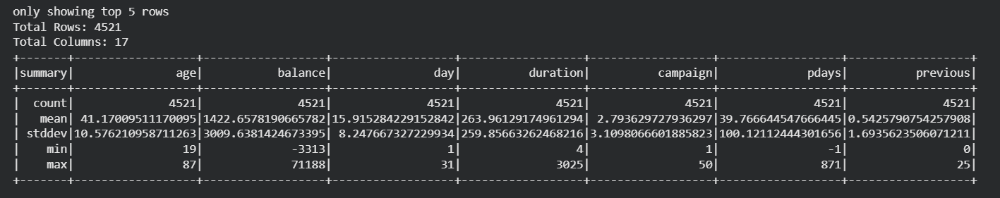 only showing top 5 rows
Total Rows: 4521
Total Columns: 17
+-------+-----------------+------------------+-----------------+------------------+------------------+------------------+------------------+
|summary|              age|           balance|              day|          duration|          campaign|             pdays|          previous|
+-------+-----------------+------------------+-----------------+------------------+------------------+------------------+------------------+
|  count|             4521|              4521|             4521|              4521|              4521|              4521|              4521|
|   mean| 41.17009511170095|1422.6578190665782|15.915284229152842|263.96129174961294| 2.793629727936297|39.766644547666445|0.5425790754257908|
| stddev|10.576210958711263|3009.6381424673395| 8.247667327229934|259.85663262468216|3.1098066601885823|100.12112444301656|1.6935623506071211|
|    min|               19|             -3313|                1|                 4|                 1|                -1|                 0|
|    max|               87|             71188|               31|              3025|                50|               871|                25|
+-------+-----------------+------------------+-----------------+------------------+------------------+------------------+------------------+